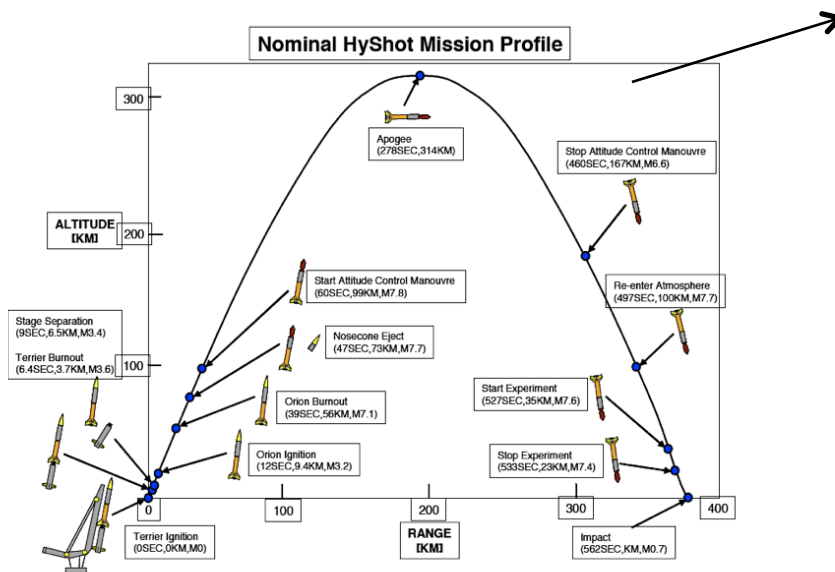 Nominal HyShot Mission Profile
300
Apogee
(278SEC,314KM)
Stop Attitude Control Manouvre
(460SEC,167KM,M6.6)
ALTITUDE
[KM]
200
Start Attitude Control Manouvre
(60SEC,99KM,M7.8)
Re-enter Atmosphere
(497SEC,100KM,M7.7)
Stage Separation
(9SEC,6.5KM,M3.4)
Terrier Burnout
(6.4SEC,3.7KM,M3.6)
Nosecone Eject
(47SEC,73KM,M7.7)
100
Orion Burnout
(39SEC,56KM,M7.1)
Start Experiment
(527SEC,35KM,M7.6)
Orion Ignition
(12SEC,9.4KM,M3.2)
Stop Experiment
(533SEC,23KM,M7.4)
0
100
200
300
400
Terrier Ignition
(0SEC,0KM,M0)
RANGE
[KM]
Impact
(562SEC,KM,M0.7)